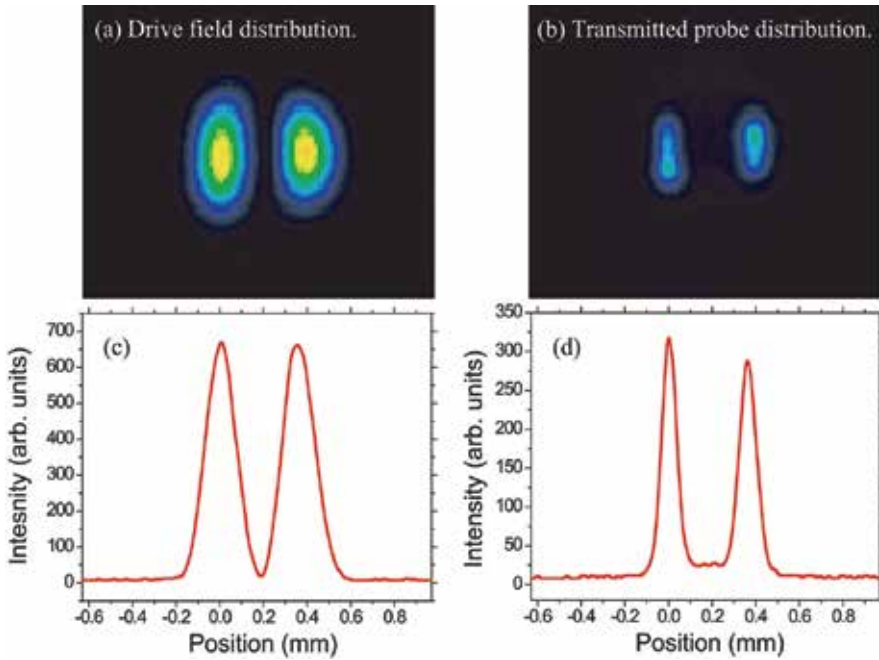 (a) Drive field distribution.
(b) Transmitted probe distribution.
(c)
700
600
500
400
300
200
100
0
Intesnity (arb. units)
-0.6 -0.4 -0.2 0.0 0.2 0.4 0.6 0.8
Position (mm)
(d)
350
300
250
200
150
100
50
0
Intensity (arb. units)
-0.6 -0.4 -0.2 0.0 0.2 0.4 0.6 0.8
Position (mm)